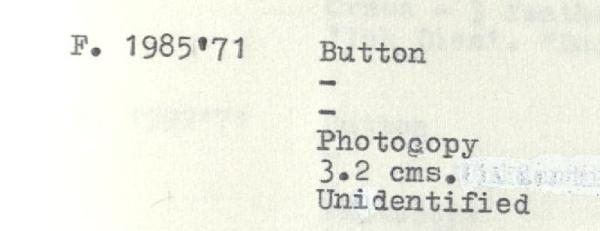 F. 1985'71 Button
-
-
Photocopy
3.2 cms.
Unidentified